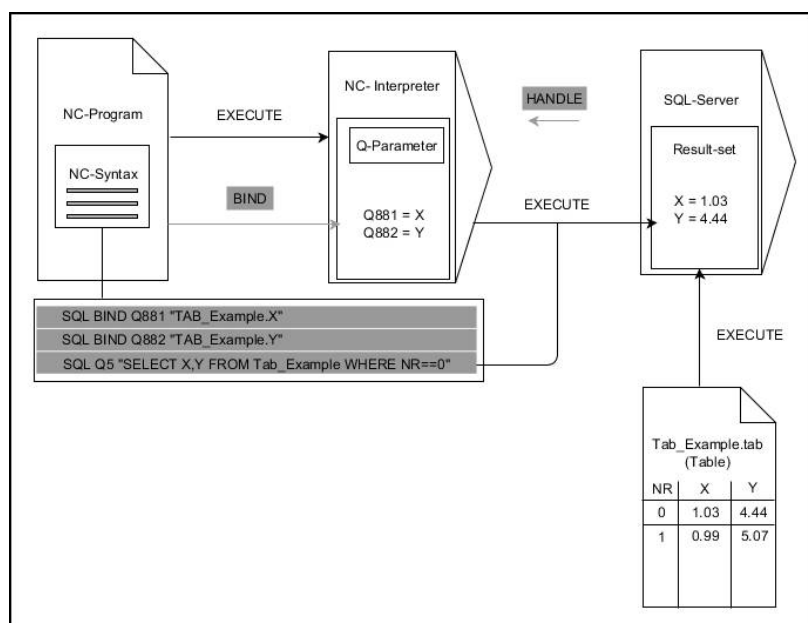 NC-Program
NC-Syntax
EXECUTE
BIND
NC- Interpreter
Q-Parameter
Q881 = X
Q882 = Y
HANDLE
EXECUTE
SQL-Server
Result-set
X = 1.03
Y = 4.44
SQL BIND Q881 "TAB_Example.X"
SQL BIND Q882 "TAB_Example.Y"
SQL Q5 "SELECT X,Y FROM Tab_Example WHERE NR==0"
EXECUTE
Tab_Example.tab
(Table)
NR X Y
0 1.03 4.44
1 0.99 5.07